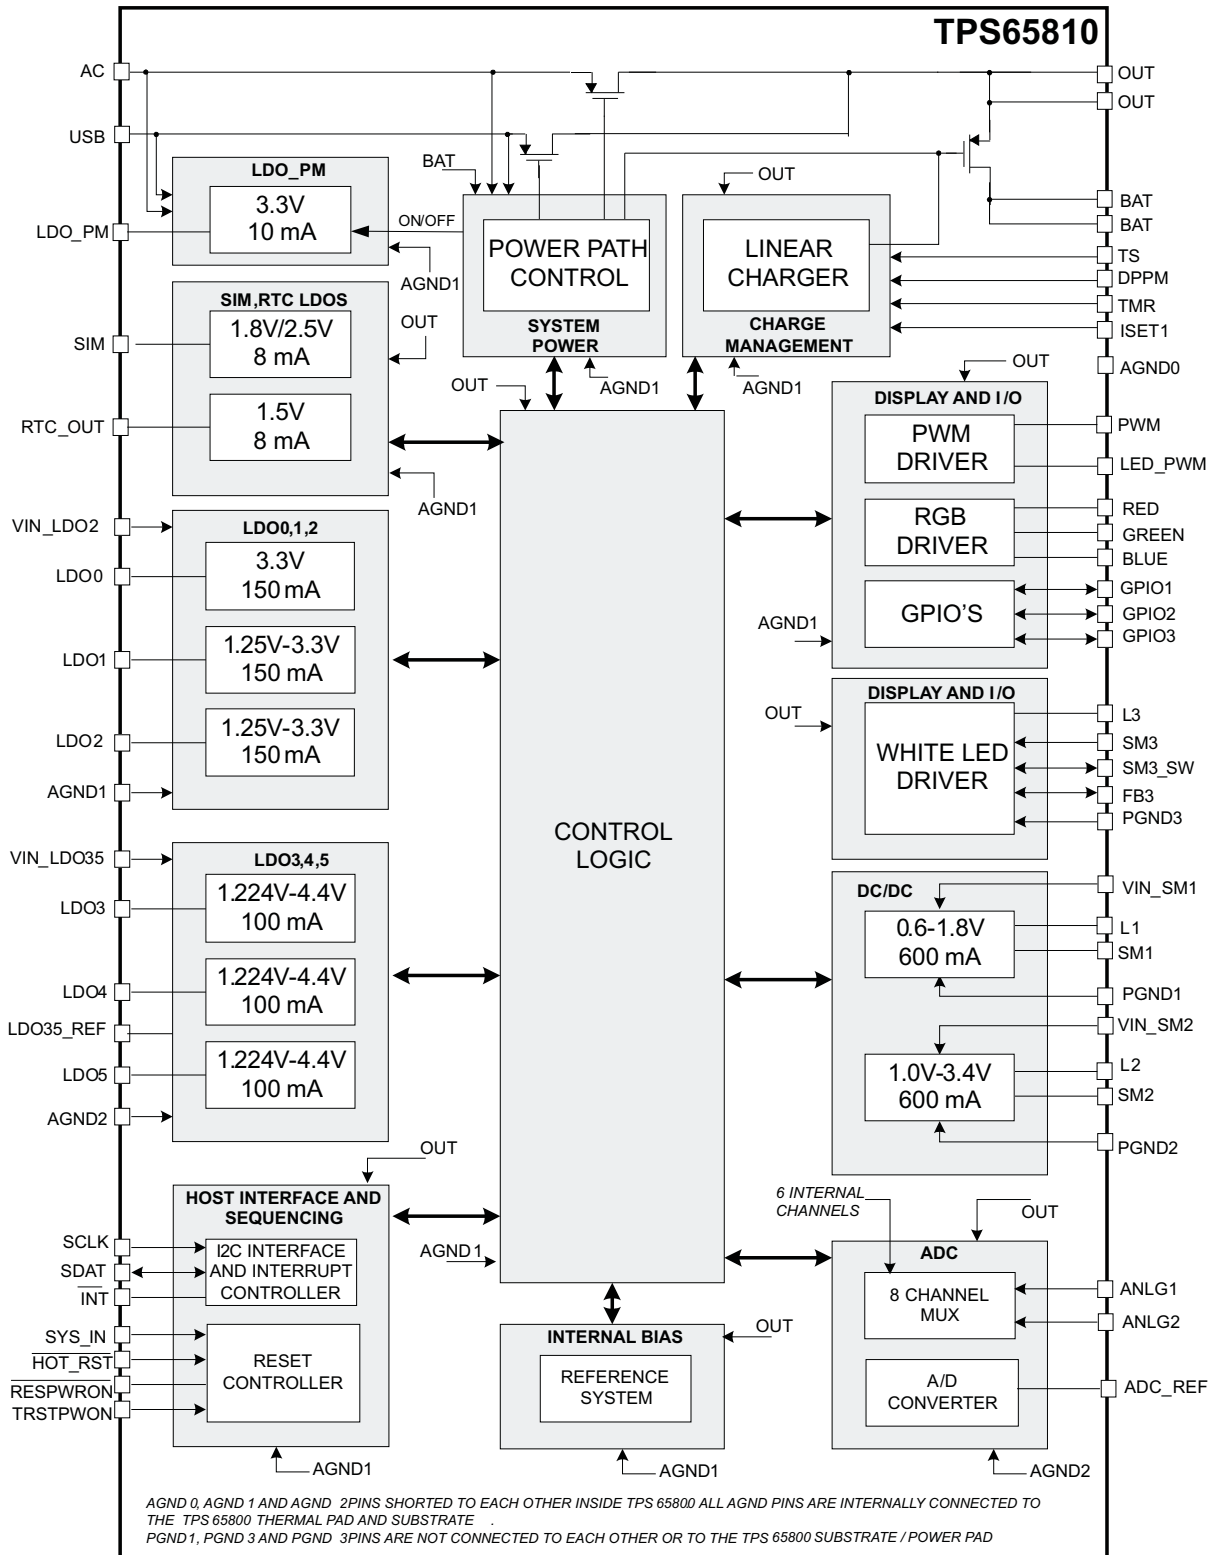 TPS65810
AC
USB
LDO_PM
3.3V
10 mA
LDO_PM
ON/OFF
AGND1
BAT
POWER PATH
CONTROL
SYSTEM
POWER
AGND1
OUT
LINEAR
CHARGER
CHARGE
MANAGEMENT
AGND1
OUT
OUT
BAT
BAT
TS
DPPM
TMR
ISET1
AGND0
SIM,RTC LDOS
1.8V/2.5V
8 mA
SIM
OUT
1.5V
8 mA
RTC_OUT
AGND1
OUT
VIN_LDO2
LDO0,1,2
3.3V
150 mA
LDO0
1.25V-3.3V
150 mA
LDO1
1.25V-3.3V
150 mA
LDO2
AGND1
VIN_LDO35
LDO3,4,5
1.224V-4.4V
100 mA
LDO3
1.224V-4.4V
100 mA
LDO4
LDO35_REF
1.224V-4.4V
100 mA
LDO5
AGND2
OUT
HOST INTERFACE AND
SEQUENCING
I2C INTERFACE
AND INTERRUPT
CONTROLLER
SCLK
SDAT
INT
SYS_IN
HOT_RST
RESPWRON
TRSTPWON
RESET
CONTROLLER
AGND1
CONTROL
LOGIC
AGND1
INTERNAL BIAS
OUT
REFERENCE
SYSTEM
AGND1
OUT
DISPLAY AND I/O
PWM
DRIVER
PWM
LED_PWM
RGB
DRIVER
RED
GREEN
BLUE
GPIO'S
GPIO1
GPIO2
GPIO3
AGND1
DISPLAY AND I/O
OUT
WHITE LED
DRIVER
L3
SM3
SM3_SW
FB3
PGND3
DC/DC
VIN_SM1
0.6-1.8V
600 mA
L1
SM1
PGND1
VIN_SM2
1.0V-3.4V
600 mA
L2
SM2
PGND2
6 INTERNAL
CHANNELS
OUT
ADC
8 CHANNEL
MUX
ANLG1
ANLG2
A/D
CONVERTER
ADC_REF
AGND2
AGND 0, AGND 1 AND AGND 2PINS SHORTED TO EACH OTHER INSIDE TPS 65800 ALL AGND PINS ARE INTERNALLY CONNECTED TO
THE TPS 65800 THERMAL PAD AND SUBSTRATE .
PGND1, PGND 3 AND PGND 3PINS ARE NOT CONNECTED TO EACH OTHER OR TO THE TPS 65800 SUBSTRATE / POWER PAD